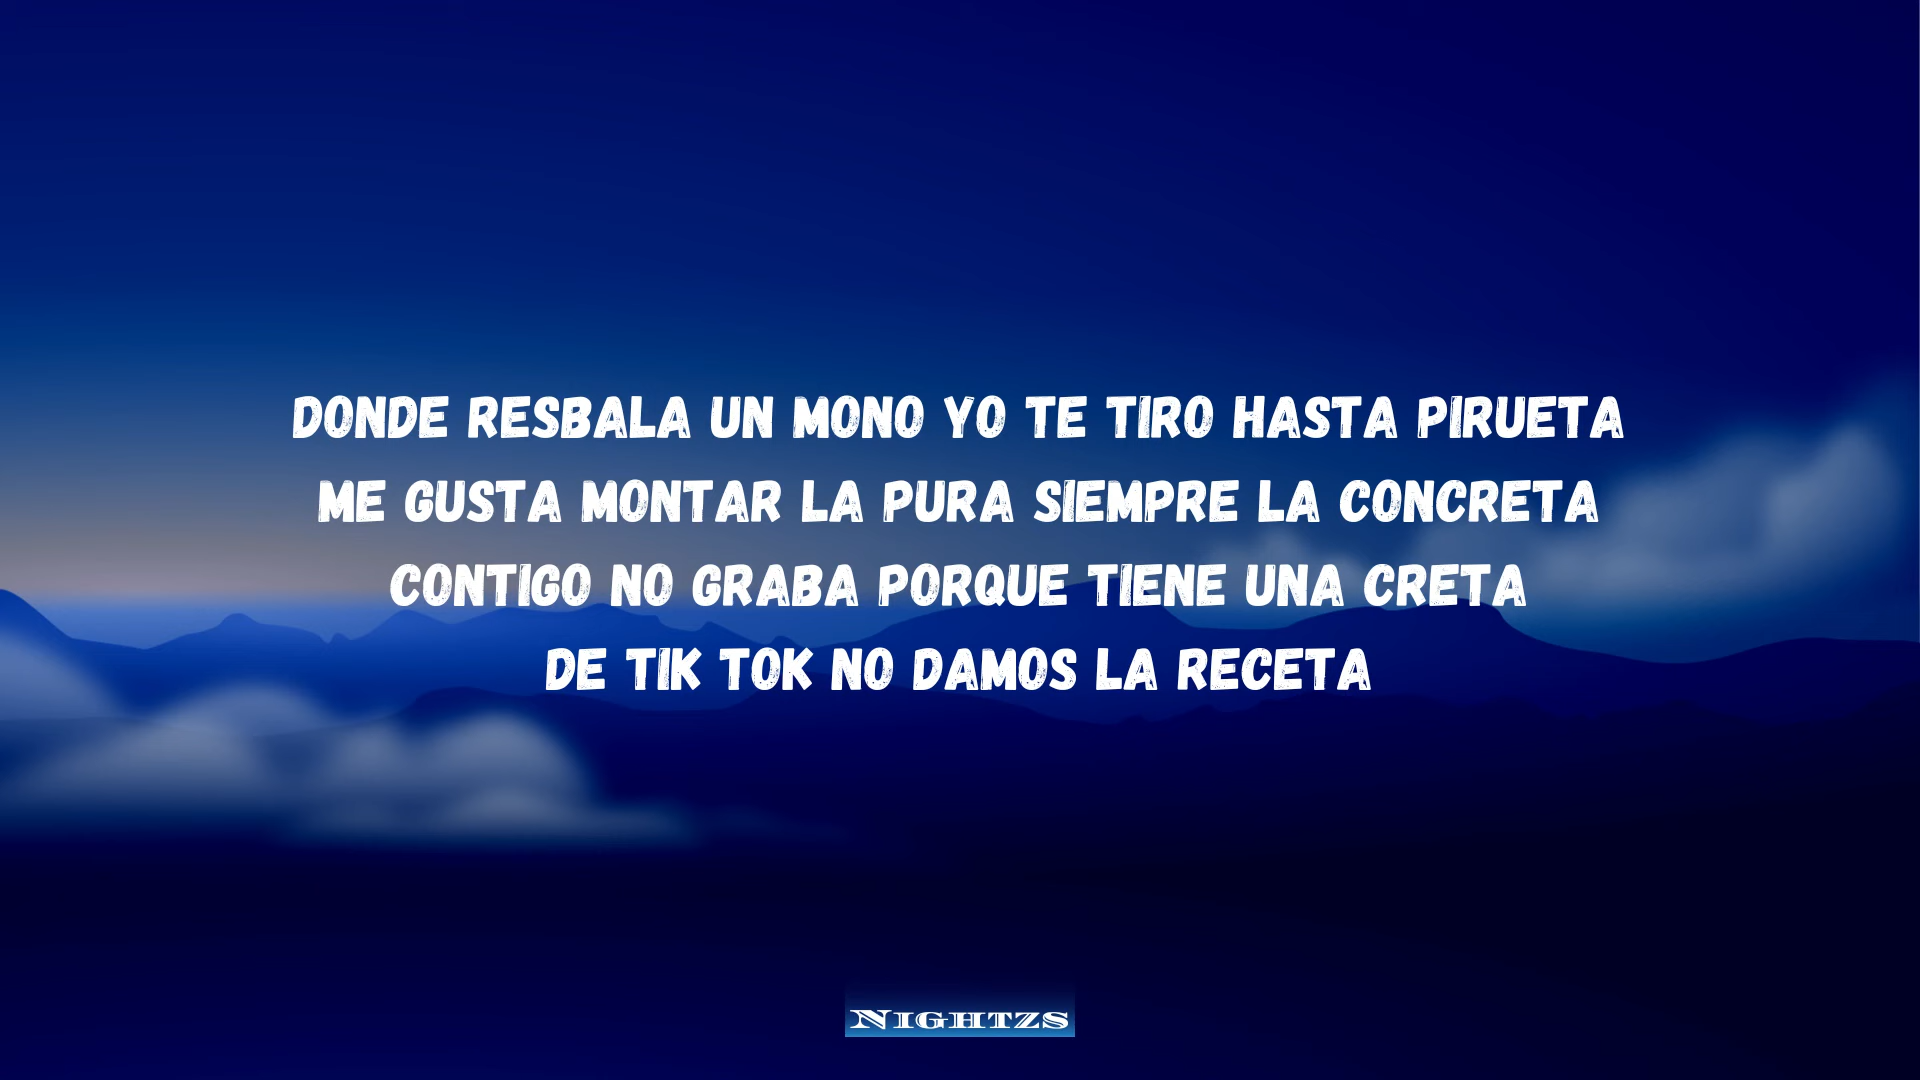 DONDE RESBALA UN MONO YO TE TIRO HASTA PIRUETA
ME GUSTA MONTAR LA PURA SIEMPRE LA CONCRETA
CONTIGO NO GRABA PORQUE TIENE UNA CRETA
DE TIK TOK NO DAMOS LA RECETA
NIGHTZS